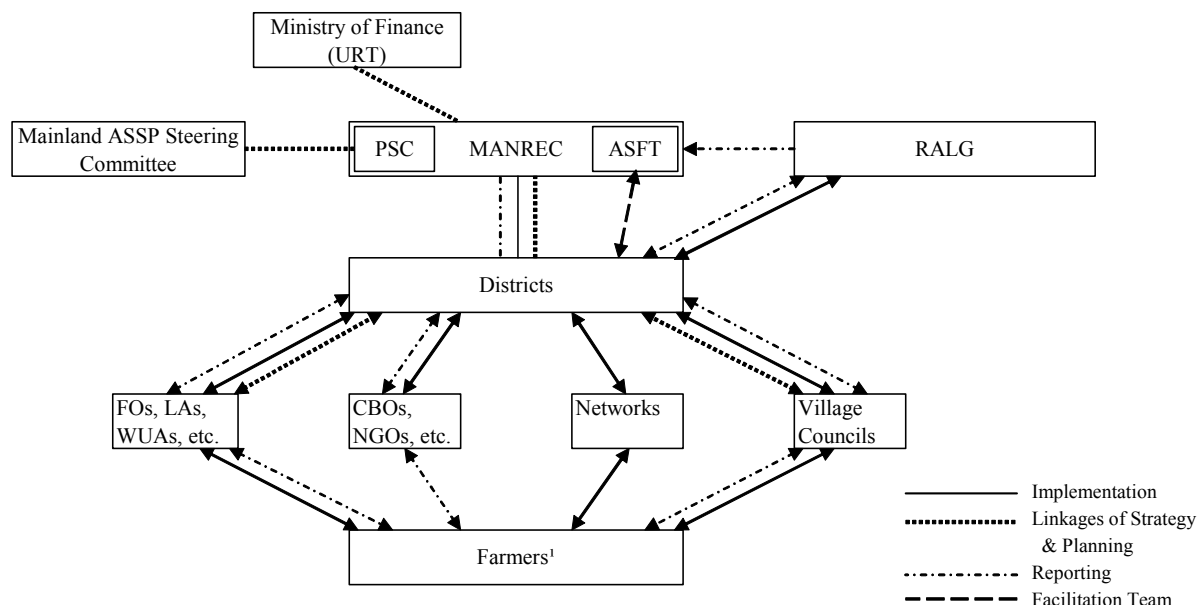 Ministry of Finance
(URT)
Mainland ASSP Steering
Committee
PSC
MANREC
ASFT
RALG
Districts
FOs, LAs,
WUAs, etc.
CBOs,
NGOs, etc.
Networks
Village
Councils
Farmers¹
Implementation
Linkages of Strategy
& Planning
Reporting
Facilitation Team